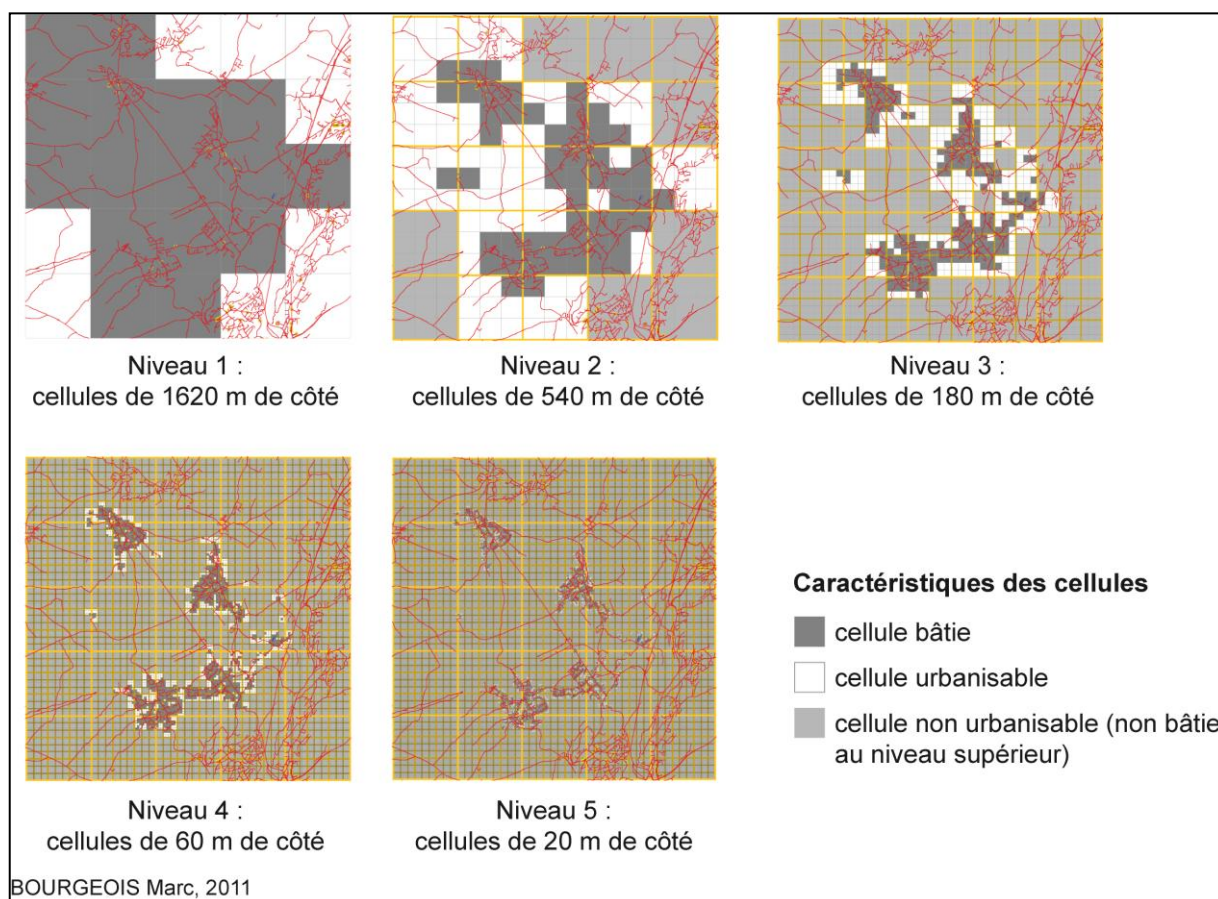 Niveau 1 :
cellules de 1620 m de côté
Niveau 2 :
cellules de 540 m de côté
Niveau 3 :
cellules de 180 m de côté
Niveau 4 :
cellules de 60 m de côté
Niveau 5 :
cellules de 20 m de côté
Caractéristiques des cellules
cellule bâtie
cellule urbanisable
cellule non urbanisable (non bâtie
au niveau supérieur)
BOURGEOIS Marc, 2011